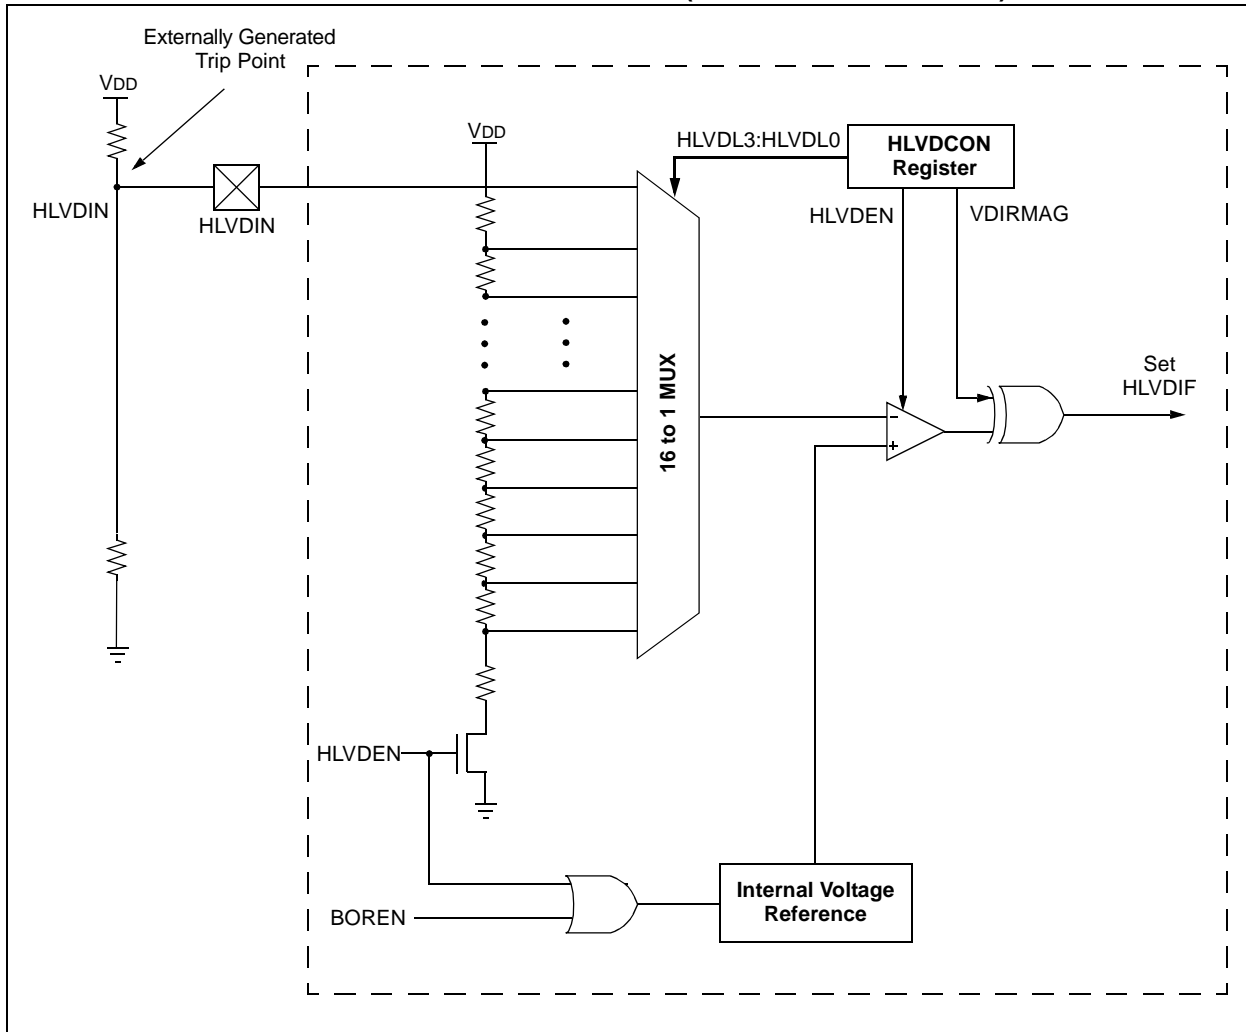 Externally Generated
Trip Point
VDD
VDD
HLVDL3:HLVDL0
HLVDCON
Register
HLVDIN
HLVDIN
HLVDEN
VDIRMAG
16 to 1 MUX
Set
HLVDIF
-
+
HLVDEN
BOREN
Internal Voltage
Reference